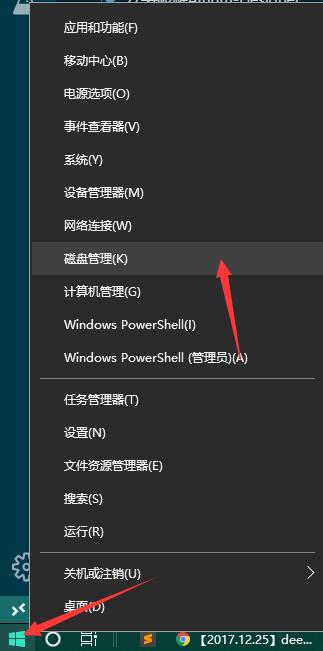 应用和功能(F)
移动中心(B)
电源选项(O)
事件查看器(V)
系统(Y)
设备管理器(M)
网络连接(W)
磁盘管理(K)
计算机管理(G)
Windows PowerShell(I)
Windows PowerShell (管理员)(A)
任务管理器(T)
设置(N)
文件资源管理器(E)
搜索(S)
运行(R)
关机或注销(U)
桌面(D)
【2017.12.25】dee...